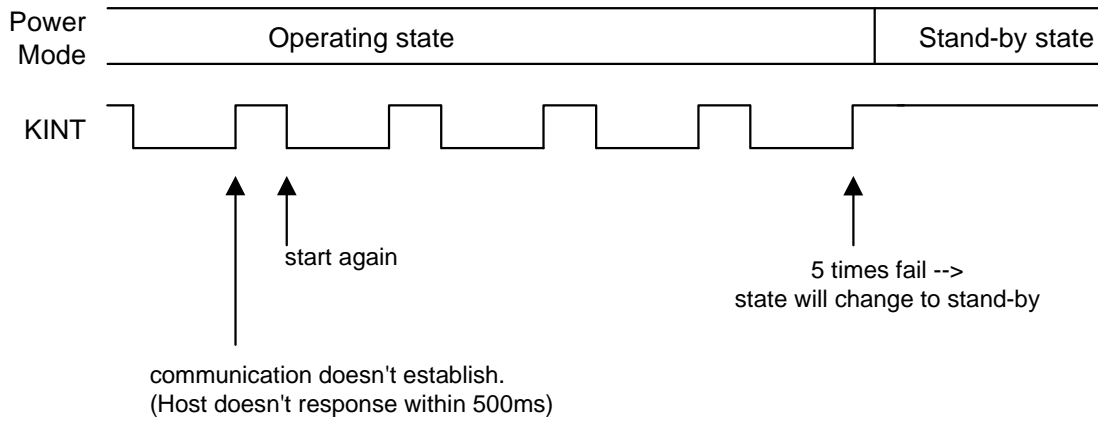 Power
Mode
Operating state
Stand-by state
KINT
start again
5 times fail -->
state will change to stand-by
communication doesn't establish.
(Host doesn't response within 500ms)